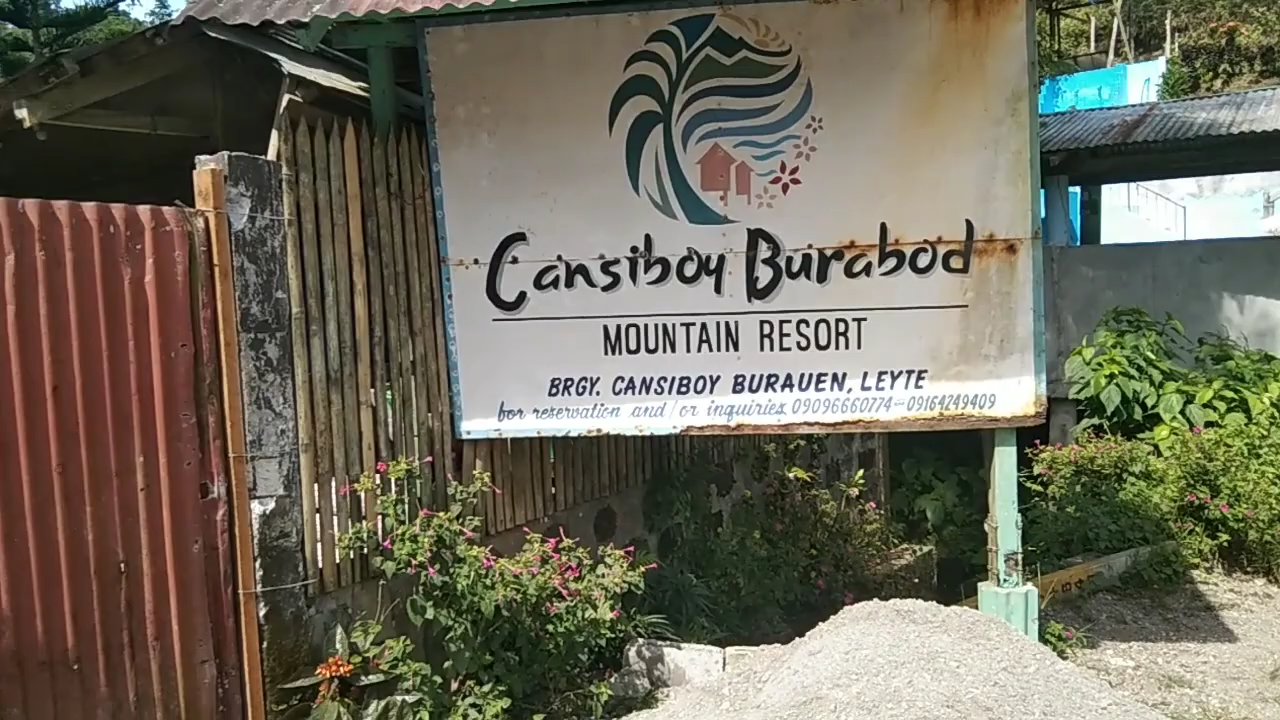 Cansiboy Burabod
MOUNTAIN RESORT
BRGY. CANSIBOY BURAUEN, LEYTE
for reservation and/or inquiries 09096660774-09164249409